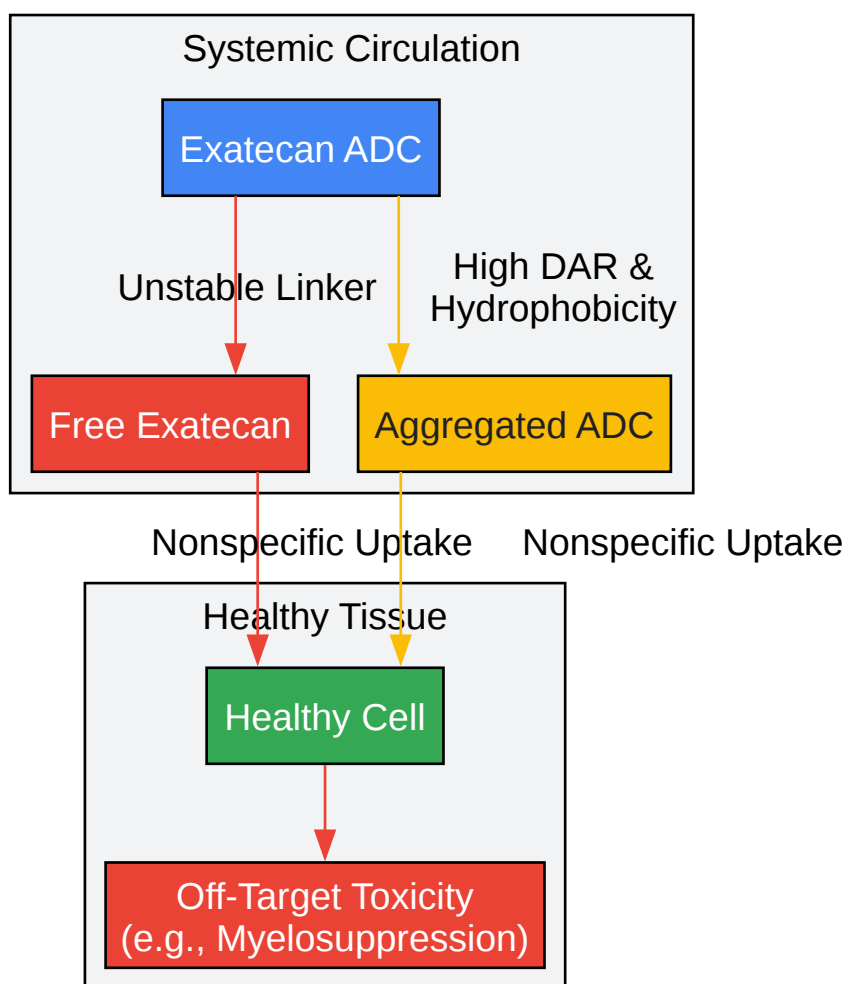 Systemic Circulation
Exatecan ADC
Unstable Linker
High DAR &
Hydrophobicity
Free Exatecan
Aggregated ADC
Nonspecific Uptake
Nonspecific Uptake
Healthy Tissue
Healthy Cell
Off-Target Toxicity
(e.g., Myelosuppression)